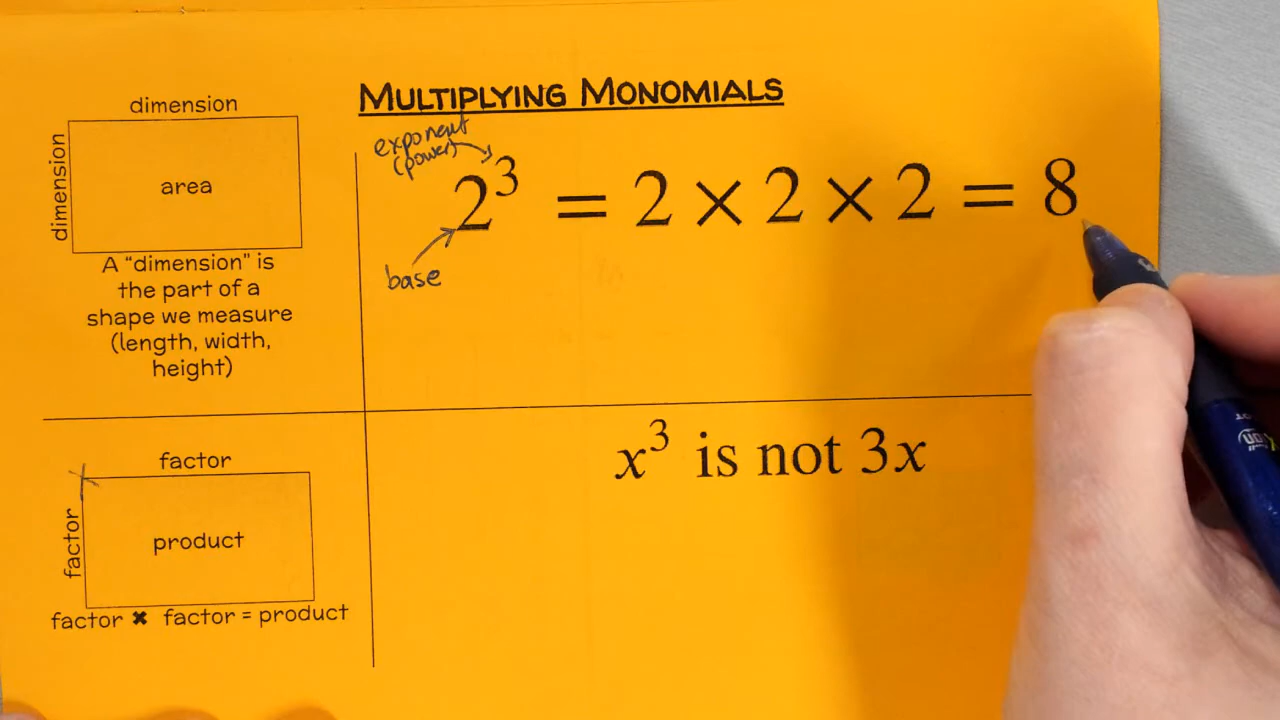 MULTIPLYING MONOMIALS
dimension
dimension
area
A “dimension” is
the part of a
shape we measure
(length, width,
height)
exponent
(power)
2³ = 2 × 2 × 2 = 8
base
factor
factor
product
factor ✖ factor = product
x³ is not 3x